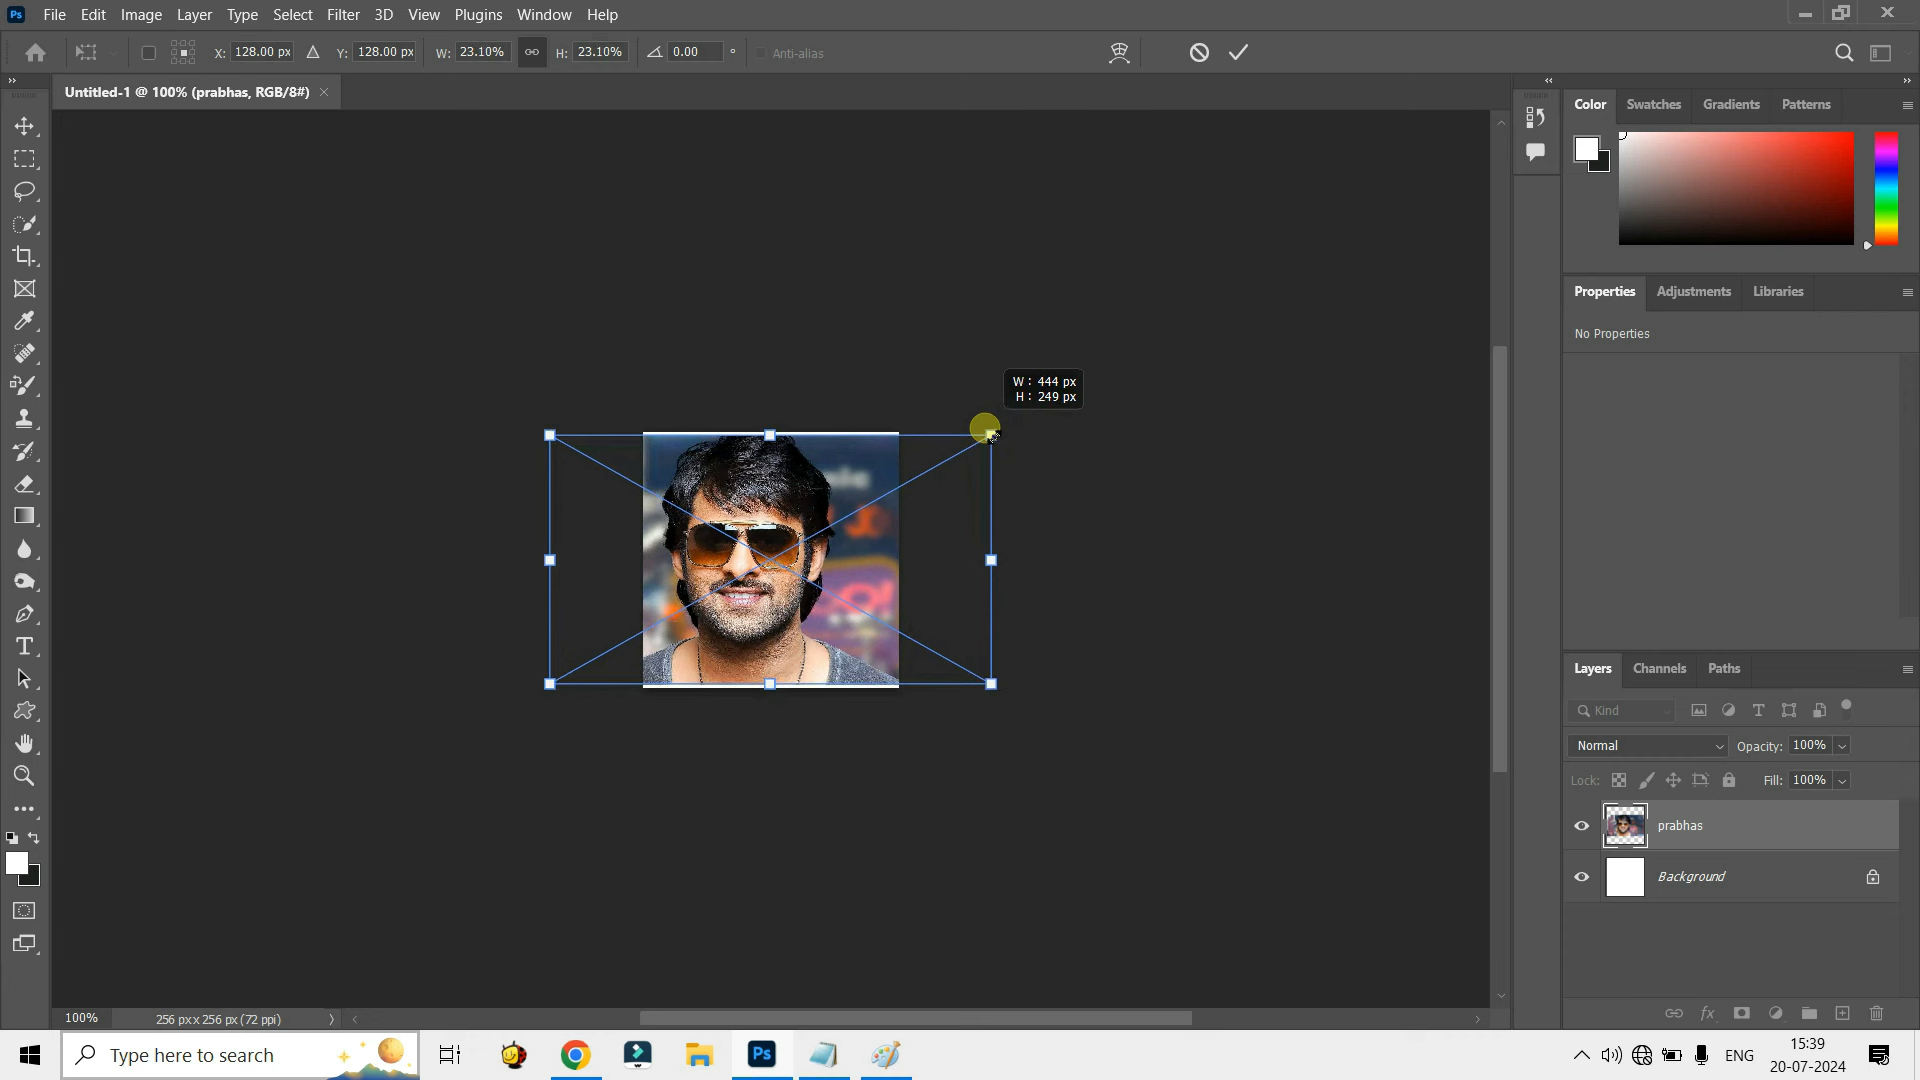 Ps File Edit Image Layer Type Select Filter 3D View Plugins Window Help
X: 128.00 px Y: 128.00 px W: 23.10% H: 23.10% 0.00 ° Anti-alias
Untitled-1 @ 100% (prabhas, RGB/8#) ×
Color Swatches Gradients Patterns
Properties Adjustments Libraries
No Properties
W : 444 px
H : 249 px
Layers Channels Paths
Kind
Normal Opacity: 100%
Lock: Fill: 100%
prabhas
Background
fx
100% 256 px x 256 px (72 ppi)
Type here to search
Ps
ENG
15:39
20-07-2024